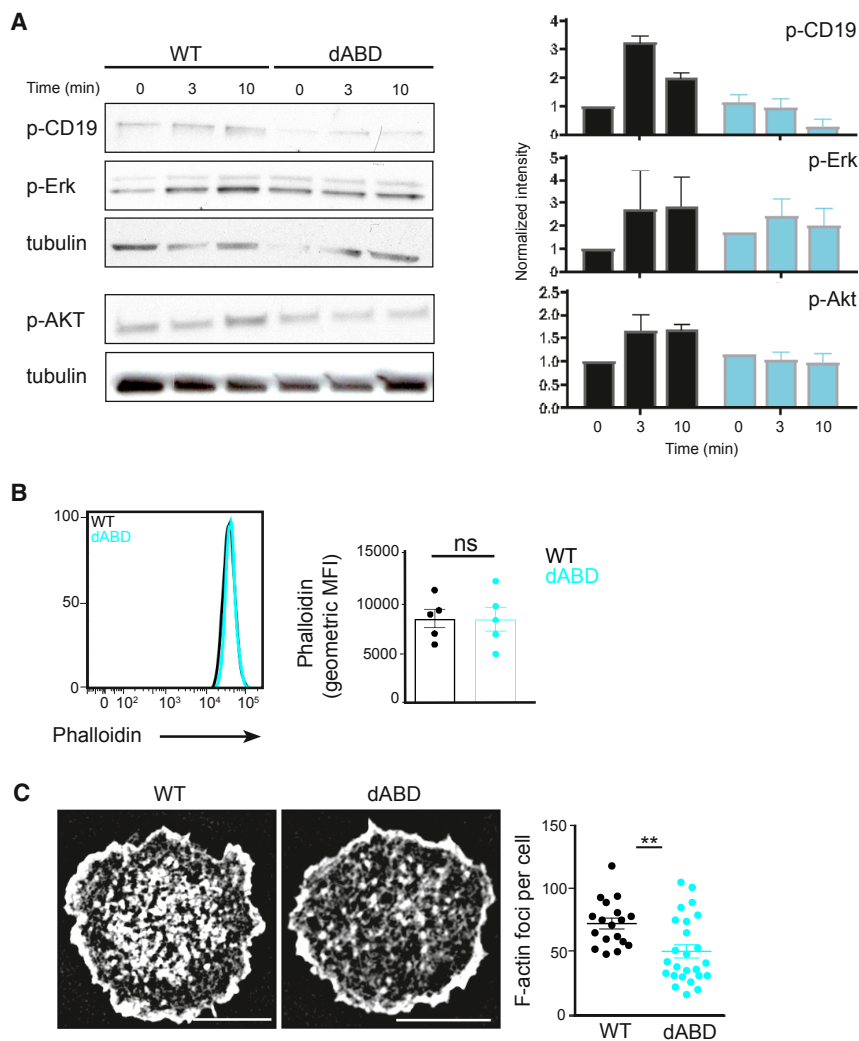 A
WT dABD
Time (min) 0 3 10 0 3 10
p-CD19
p-Erk
tubulin
p-AKT
tubulin
Normalized intensity
p-CD19
4
3
2
1
0
p-Erk
5
4
3
2
1
0
p-Akt
2.5
2.0
1.5
1.0
0.5
0.0
0 3 10 0 3 10
Time (min)
B
WT
dABD
100
50
0
0 10² 10³ 10⁴ 10⁵
Phalloidin
Phalloidin
(geometric MFI)
15000
10000
5000
0
ns
WT
dABD
C
WT
dABD
F-actin foci per cell
150
100
50
0
**
WT dABD